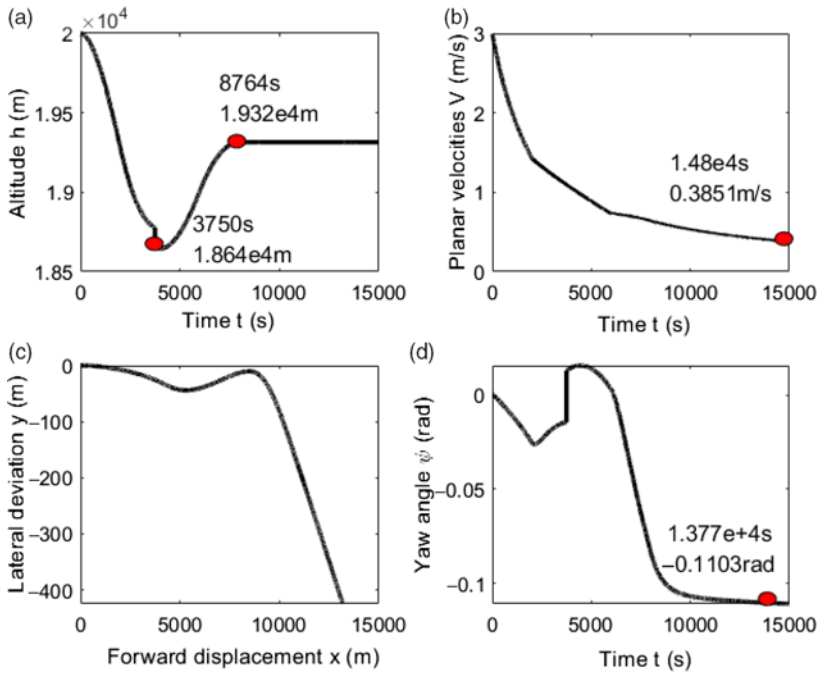 (a)
×10⁴
2
1.95
1.9
1.85
Altitude h (m)
8764s
1.932e4m
3750s
1.864e4m
0 5000 10000 15000
Time t (s)
(b)
3
2
1
0
Planar velocities V (m/s)
1.48e4s
0.3851m/s
0 5000 10000 15000
Time t (s)
(c)
0
−100
−200
−300
−400
Lateral deviation y (m)
0 5000 10000 15000
Forward displacement x (m)
(d)
0
−0.05
−0.1
Yaw angle ψ (rad)
1.377e+4s
−0.1103rad
0 5000 10000 15000
Time t (s)